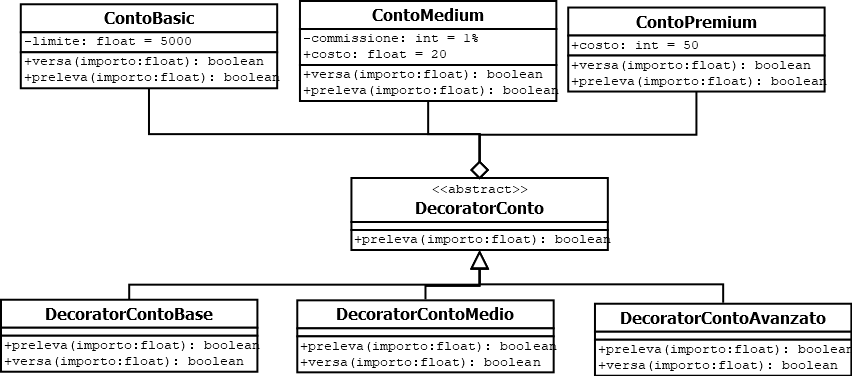 ContoBasic
-limite: float = 5000
+versa(importo:float): boolean
+preleva(importo:float): boolean
ContoMedium
-commissione: int = 1%
+costo: float = 20
+versa(importo:float): boolean
+preleva(importo:float): boolean
ContoPremium
+costo: int = 50
+versa(importo:float): boolean
+preleva(importo:float): boolean
<<abstract>>
DecoratorConto
+preleva(importo:float): boolean
DecoratorContoBase
+preleva(importo:float): boolean
+versa(importo:float): boolean
DecoratorContoMedio
+preleva(importo:float): boolean
+versa(importo:float): boolean
DecoratorContoAvanzato
+preleva(importo:float): boolean
+versa(importo:float): boolean